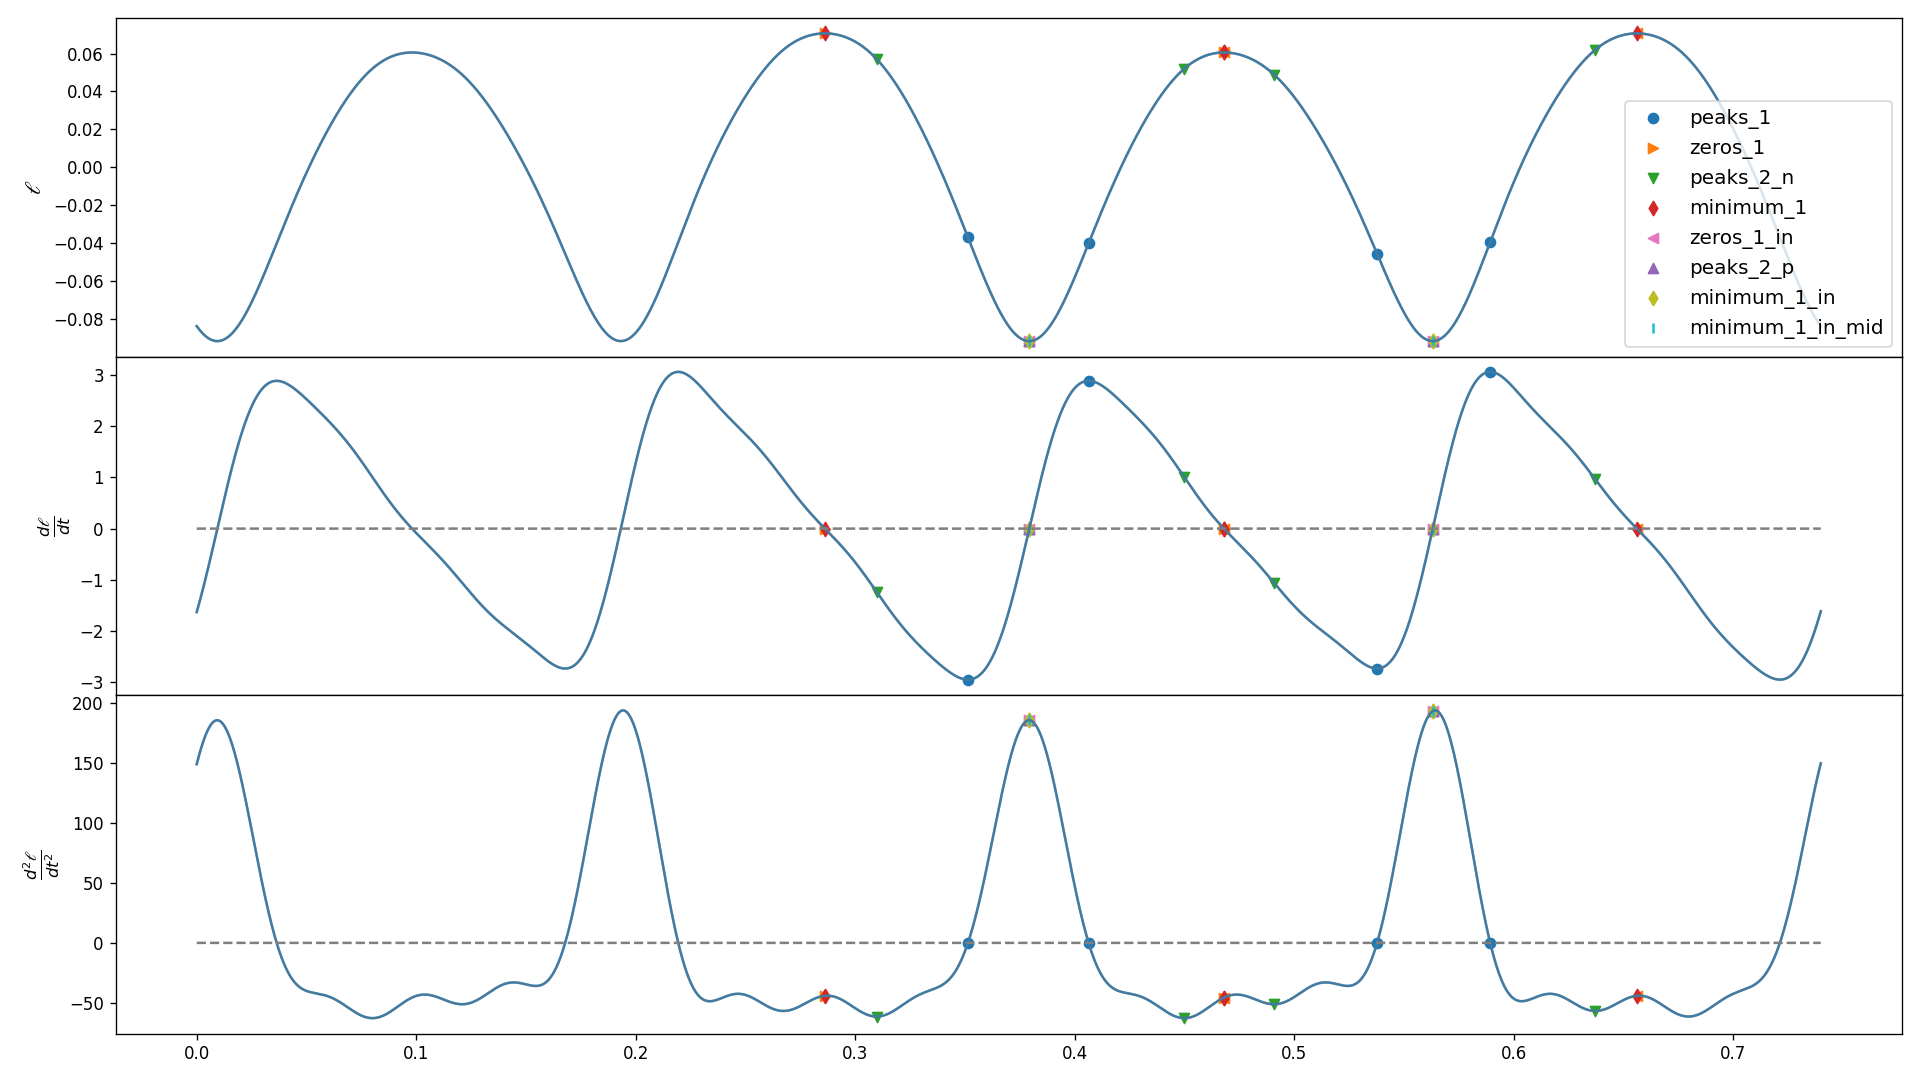 0.06
0.04
0.02
0.00
−0.02
−0.04
−0.06
−0.08
ℓ
peaks_1
zeros_1
peaks_2_n
minimum_1
zeros_1_in
peaks_2_p
minimum_1_in
minimum_1_in_mid
3
2
1
0
−1
−2
−3
dℓ
dt
200
150
100
50
0
−50
d²ℓ
dt²
0.0 0.1 0.2 0.3 0.4 0.5 0.6 0.7